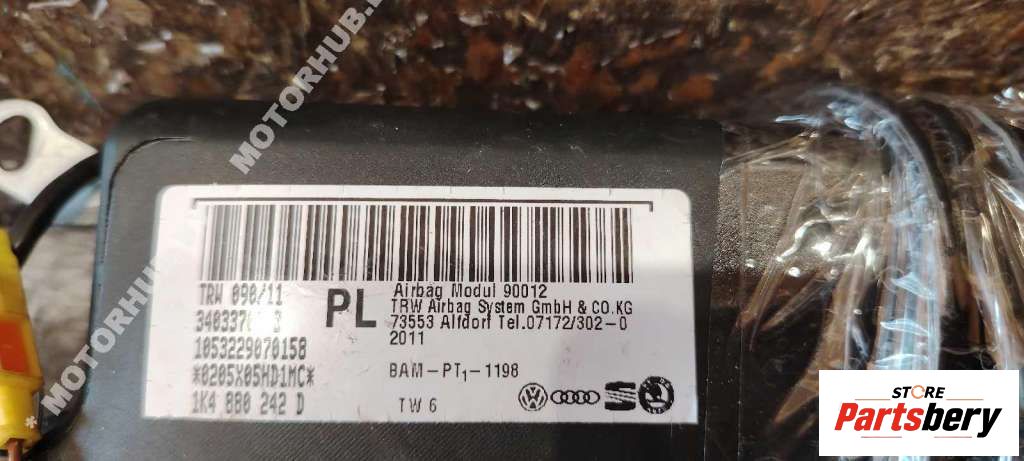 MOTORHUB
TRW 090/11
1053229070158
*0205X05HD1MC*
1K4 880 242 D
PL
Airbag Modul 90012
TRW Airbag System GmbH & CO.KG
73553 Alfdorf Tel.07172/302-0
2011
BAM-PT1-1198
TW 6
* MOTORHUB
STORE
Partsbery